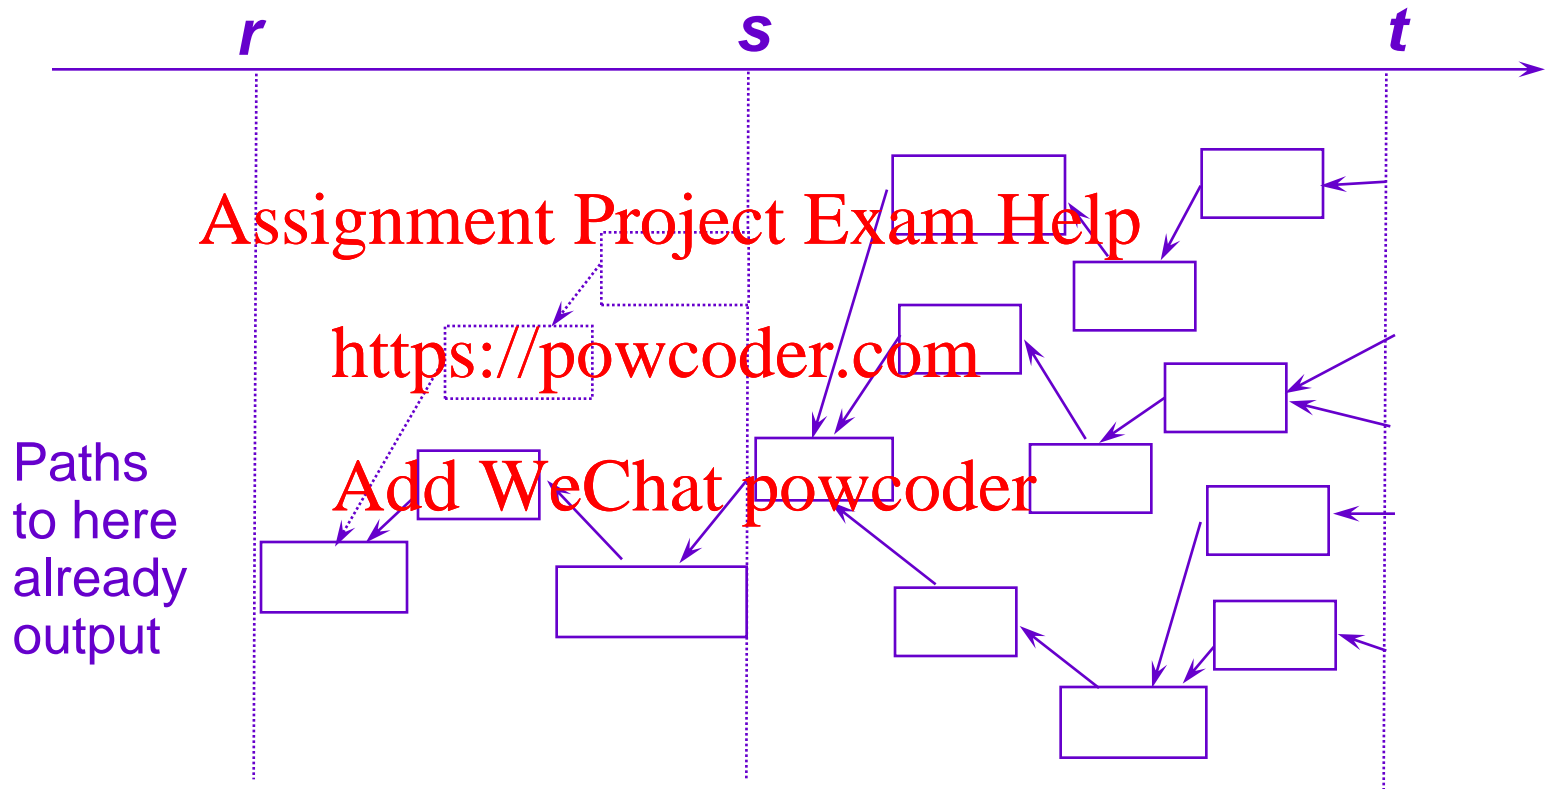 r s t
Assignment Project Exam Help
https://powcoder.com
Add WeChat powcoder
Paths
to here
already
output